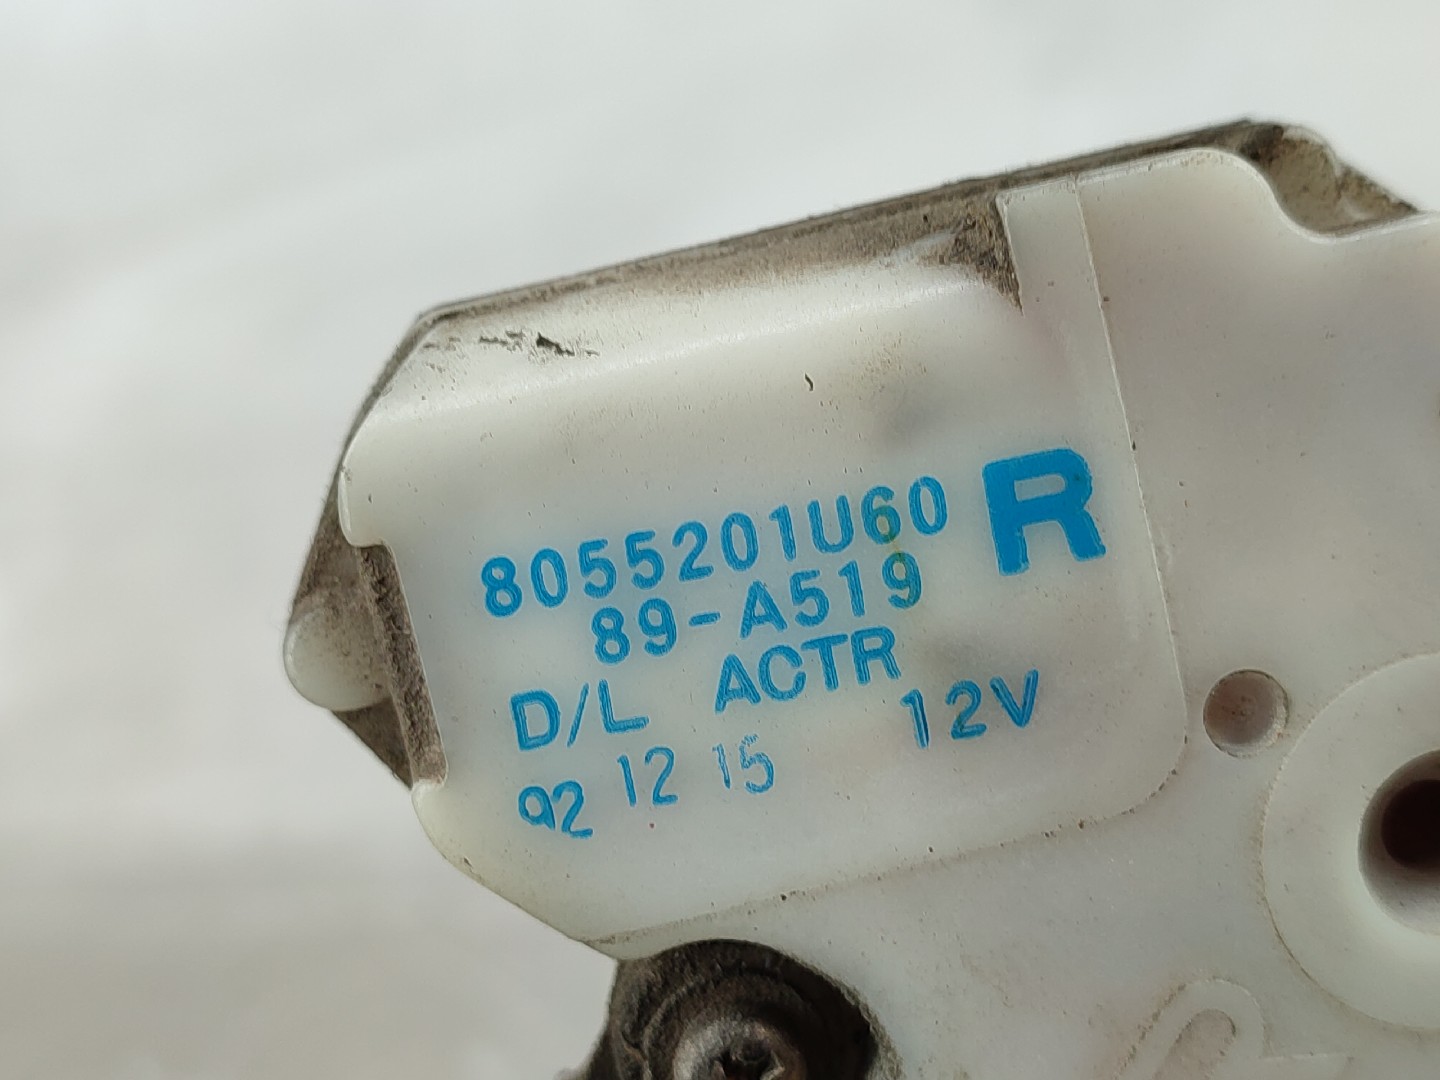 8055201U60 R
89-A519
D/L ACTR
92 12 15 12V